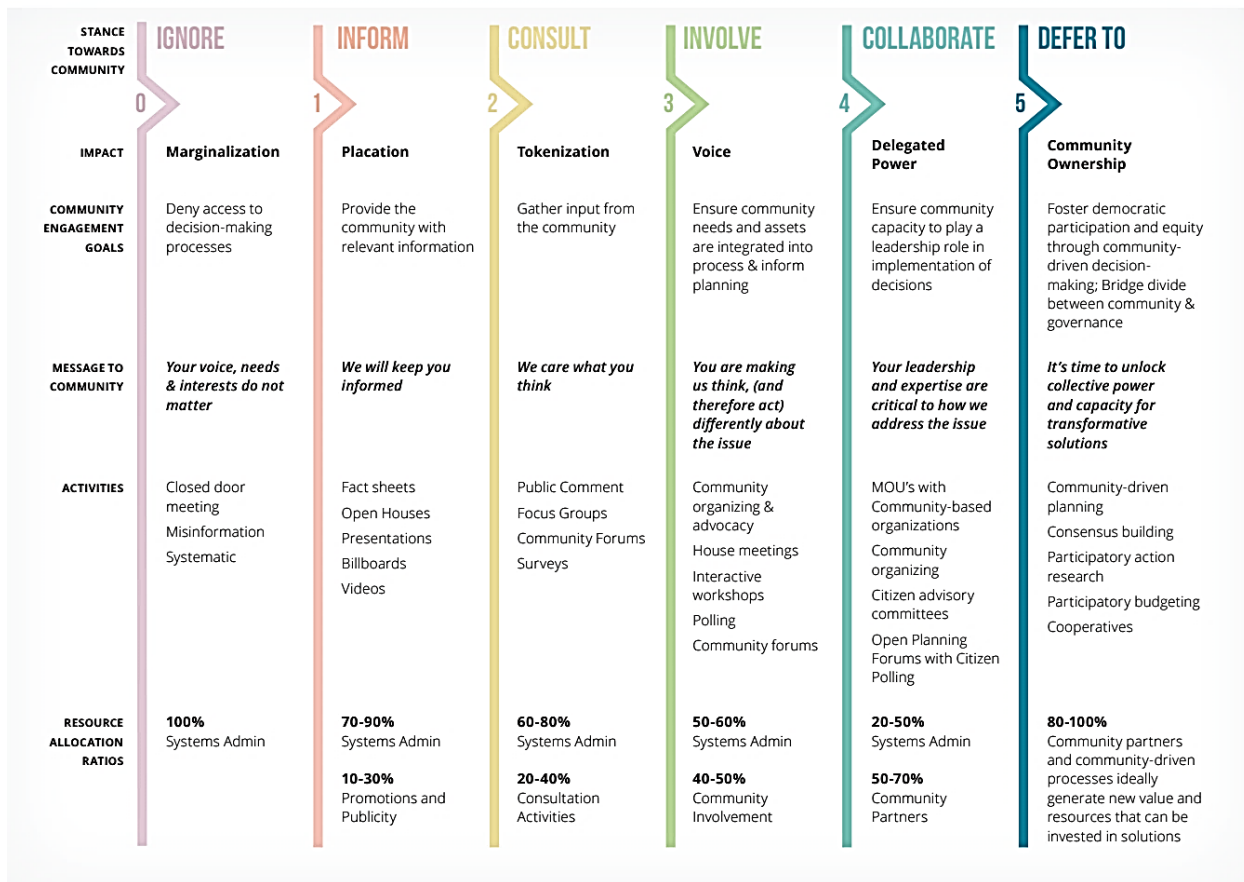 STANCE
TOWARDS
COMMUNITY
IGNORE
INFORM
CONSULT
INVOLVE
COLLABORATE
DEFER TO
0
1
2
3
4
5
IMPACT
Marginalization
Placation
Tokenization
Voice
Delegated
Power
Community
Ownership
COMMUNITY
ENGAGEMENT
GOALS
Deny access to
decision-making
processes
Provide the
community with
relevant information
Gather input from
the community
Ensure community
needs and assets
are integrated into
process & inform
planning
Ensure community
capacity to play a
leadership role in
implementation of
decisions
Foster democratic
participation and equity
through community-
driven decision-
making; Bridge divide
between community &
governance
MESSAGE TO
COMMUNITY
Your voice, needs
& interests do not
matter
We will keep you
informed
We care what you
think
You are making
us think, (and
therefore act)
differently about
the issue
Your leadership
and expertise are
critical to how we
address the issue
It's time to unlock
collective power
and capacity for
transformative
solutions
ACTIVITIES
Closed door
meeting
Misinformation
Systematic
Fact sheets
Open Houses
Presentations
Billboards
Videos
Public Comment
Focus Groups
Community Forums
Surveys
Community
organizing &
advocacy
House meetings
Interactive
workshops
Polling
Community forums
MOU's with
Community-based
organizations
Community
organizing
Citizen advisory
committees
Open Planning
Forums with Citizen
Polling
Community-driven
planning
Consensus building
Participatory action
research
Participatory budgeting
Cooperatives
RESOURCE
ALLOCATION
RATIOS
100%
Systems Admin
70-90%
Systems Admin
10-30%
Promotions and
Publicity
60-80%
Systems Admin
20-40%
Consultation
Activities
50-60%
Systems Admin
40-50%
Community
Involvement
20-50%
Systems Admin
50-70%
Community
Partners
80-100%
Community partners
and community-driven
processes ideally
generate new value and
resources that can be
invested in solutions